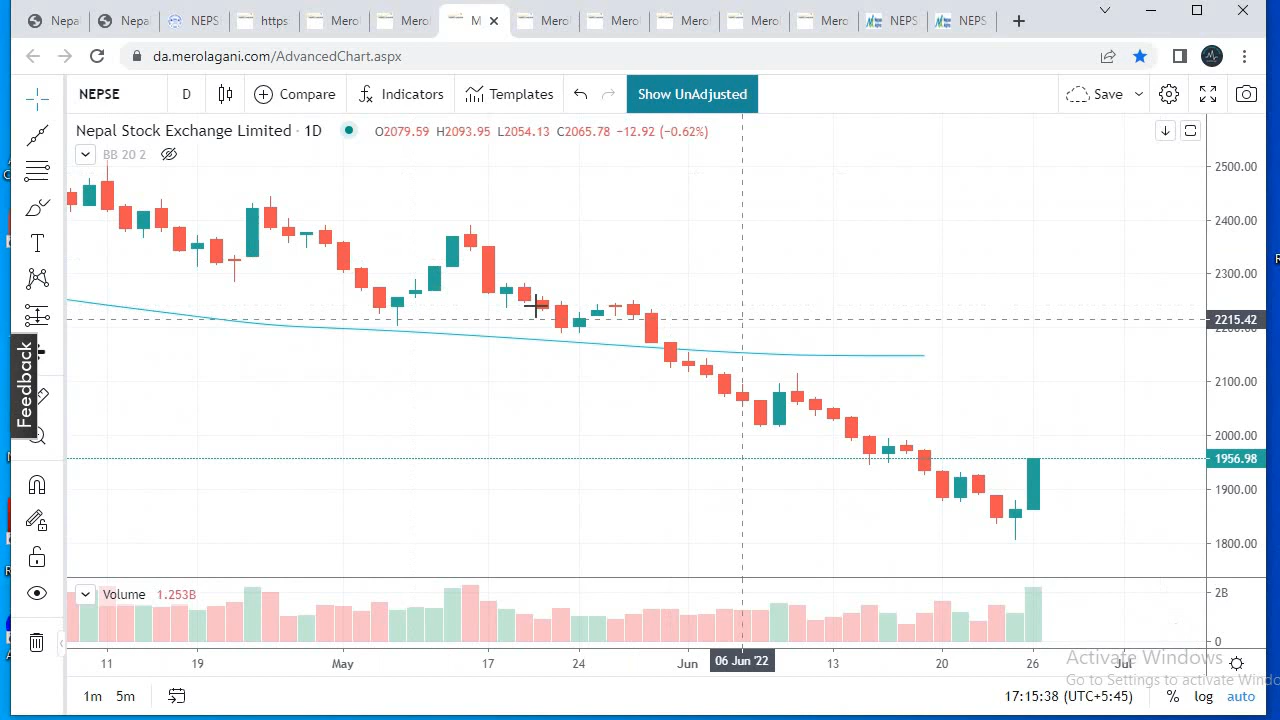 Nepa Nepal NEPS https Mero Mero M Mero Mero Mero Mero Mero NEPS NEPS
da.merolagani.com/AdvancedChart.aspx
NEPSE D Compare Indicators Templates Show UnAdjusted Save
Nepal Stock Exchange Limited · 1D O2079.59 H2093.95 L2054.13 C2065.78 −12.92 (−0.62%)
BB 20 2
2500.00
2400.00
2300.00
2215.42
2100.00
2000.00
1956.98
1900.00
1800.00
Feedback
Volume 1.253B
2B
0
11 19 May 17 24 Jun 06 Jun '22 13 20 26 Jul
Activate Windows
Go to Settings to activate Windo
1m 5m 17:15:38 (UTC+5:45) % log auto